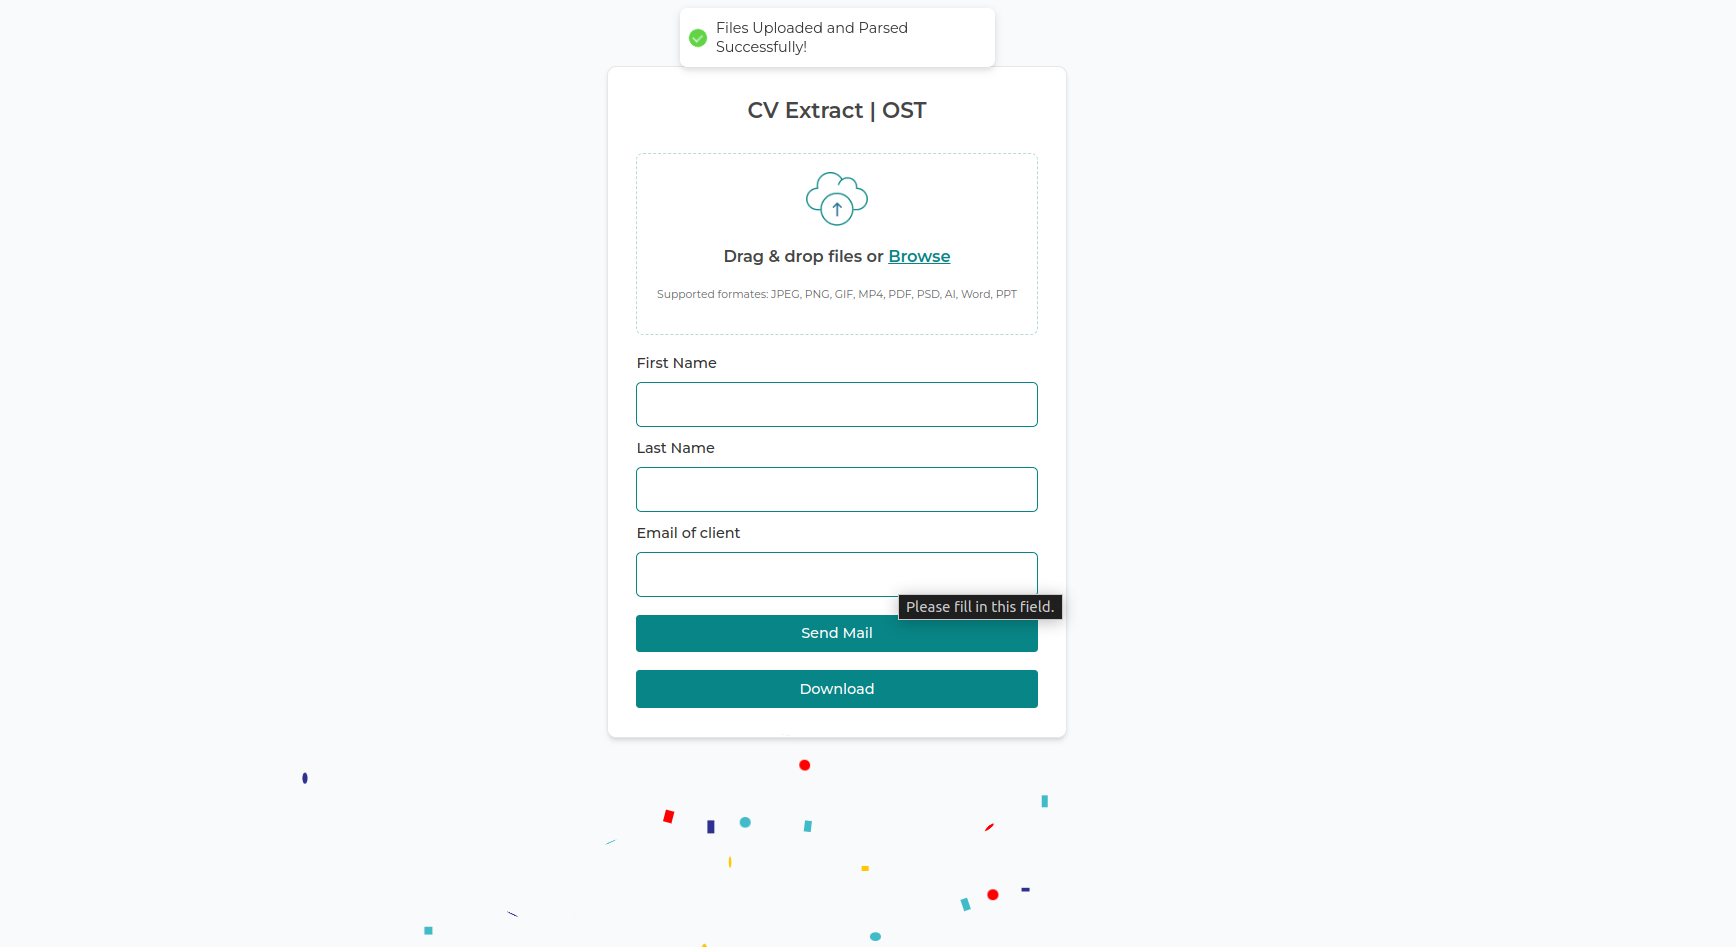 Files Uploaded and Parsed
Successfully!
CV Extract | OST
Drag & drop files or Browse
Supported formates: JPEG, PNG, GIF, MP4, PDF, PSD, AI, Word, PPT
First Name
Last Name
Email of client
Please fill in this field.
Send Mail
Download